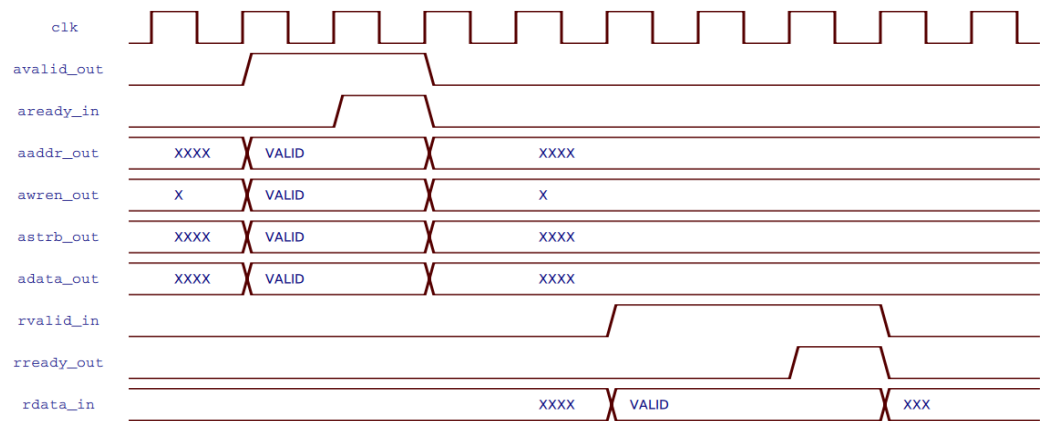 clk
avalid_out
aready_in
aaddr_out XXXX VALID XXXX
awren_out X VALID X
astrb_out XXXX VALID XXXX
adata_out XXXX VALID XXXX
rvalid_in
rready_out
rdata_in XXXX VALID XXX